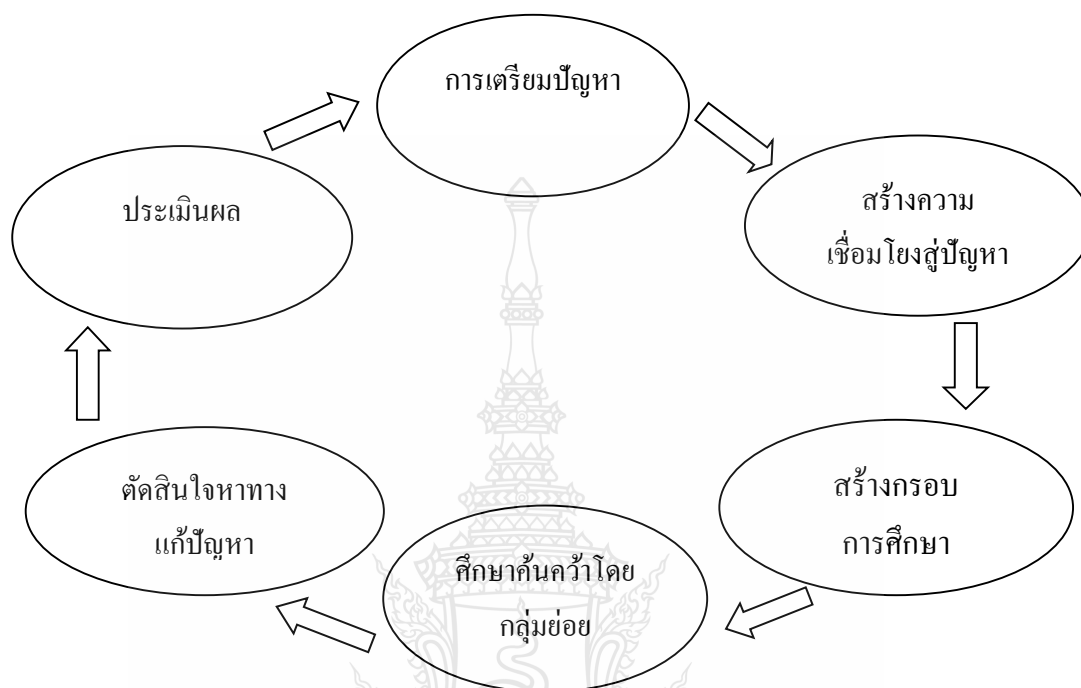 การเตรียมปัญหา
สร้างความ
เชื่อมโยงสู่ปัญหา
สร้างกรอบ
การศึกษา
ศึกษาค้นคว้าโดย
กลุ่มย่อย
ตัดสินใจหาทาง
แก้ปัญหา
ประเมินผล